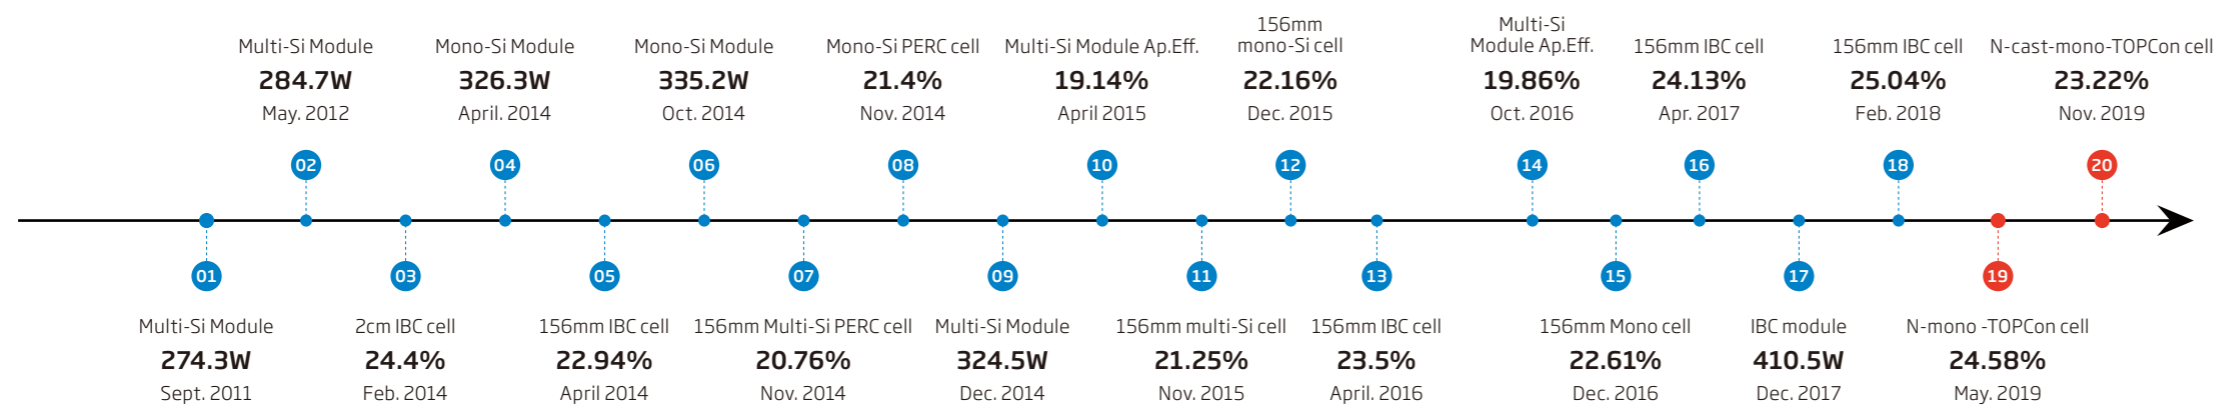 Multi-Si Module
284.7W
May. 2012
Mono-Si Module
326.3W
April. 2014
Mono-Si Module
335.2W
Oct. 2014
Mono-Si PERC cell
21.4%
Nov. 2014
Multi-Si Module Ap.Eff.
19.14%
April 2015
156mm
mono-Si cell
22.16%
Dec. 2015
Multi-Si
Module Ap.Eff.
19.86%
Oct. 2016
156mm IBC cell
24.13%
Apr. 2017
156mm IBC cell
25.04%
Feb. 2018
N-cast-mono-TOPCon cell
23.22%
Nov. 2019
02
04
06
08
10
12
14
16
18
20
01
03
05
07
09
11
13
15
17
19
Multi-Si Module
274.3W
Sept. 2011
2cm IBC cell
24.4%
Feb. 2014
156mm IBC cell
22.94%
April 2014
156mm Multi-Si PERC cell
20.76%
Nov. 2014
Multi-Si Module
324.5W
Dec. 2014
156mm multi-Si cell
21.25%
Nov. 2015
156mm IBC cell
23.5%
April. 2016
156mm Mono cell
22.61%
Dec. 2016
IBC module
410.5W
Dec. 2017
N-mono -TOPCon cell
24.58%
May. 2019